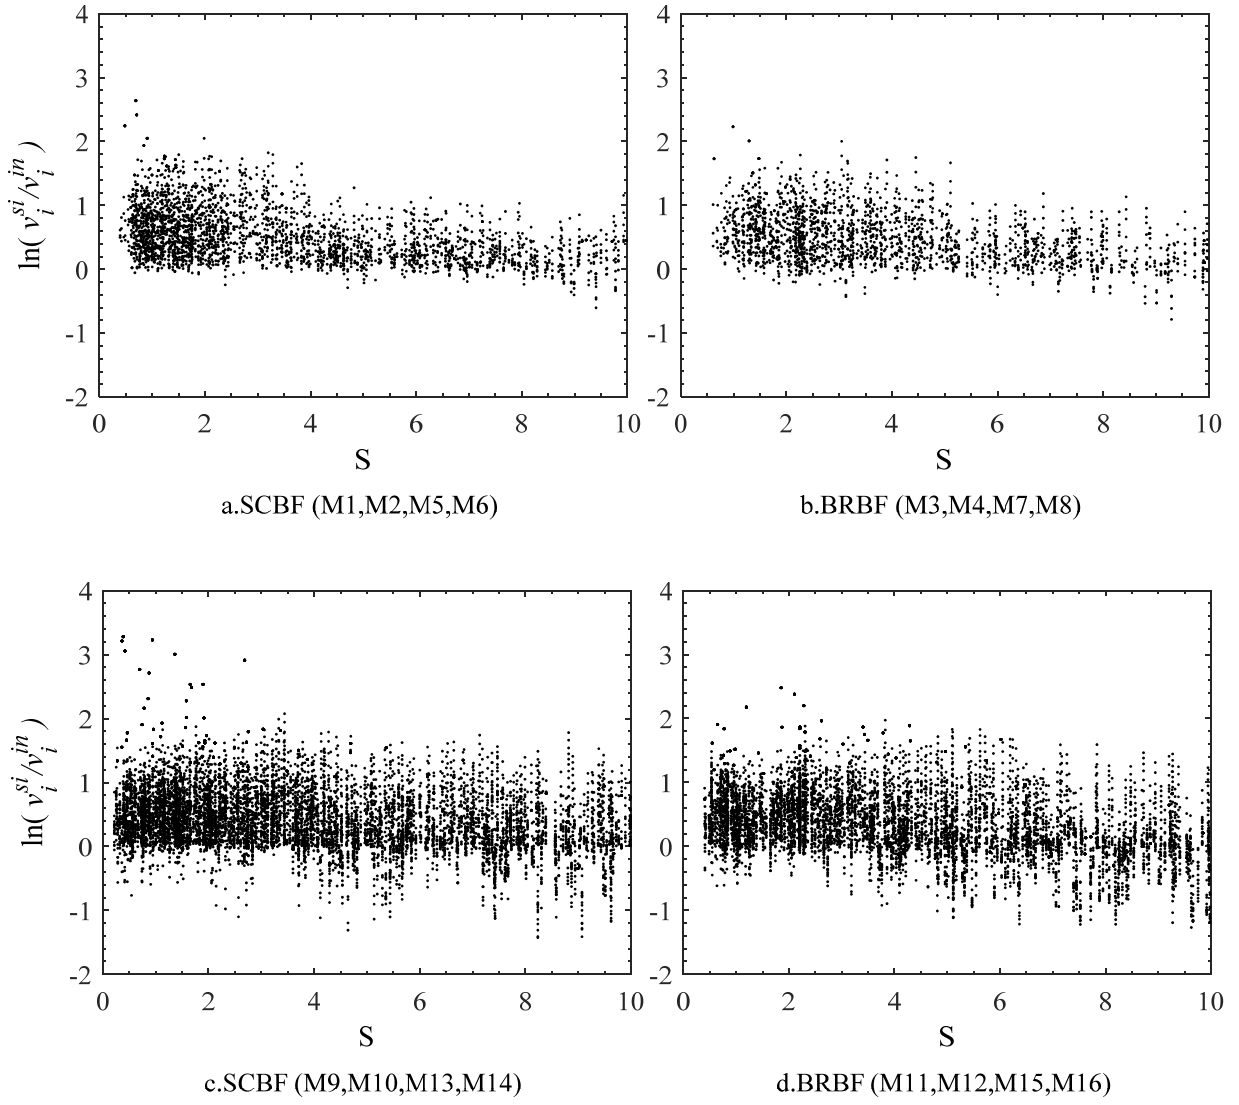 4
3
2
1
0
-1
-2
ln( v_i^{si}/v_i^{in} )
0 2 4 6 8 10
S
a.SCBF (M1,M2,M5,M6)
4
3
2
1
0
-1
-2
0 2 4 6 8 10
S
b.BRBF (M3,M4,M7,M8)
4
3
2
1
0
-1
-2
ln( v_i^{si}/v_i^{in} )
0 2 4 6 8 10
S
c.SCBF (M9,M10,M13,M14)
4
3
2
1
0
-1
-2
0 2 4 6 8 10
S
d.BRBF (M11,M12,M15,M16)